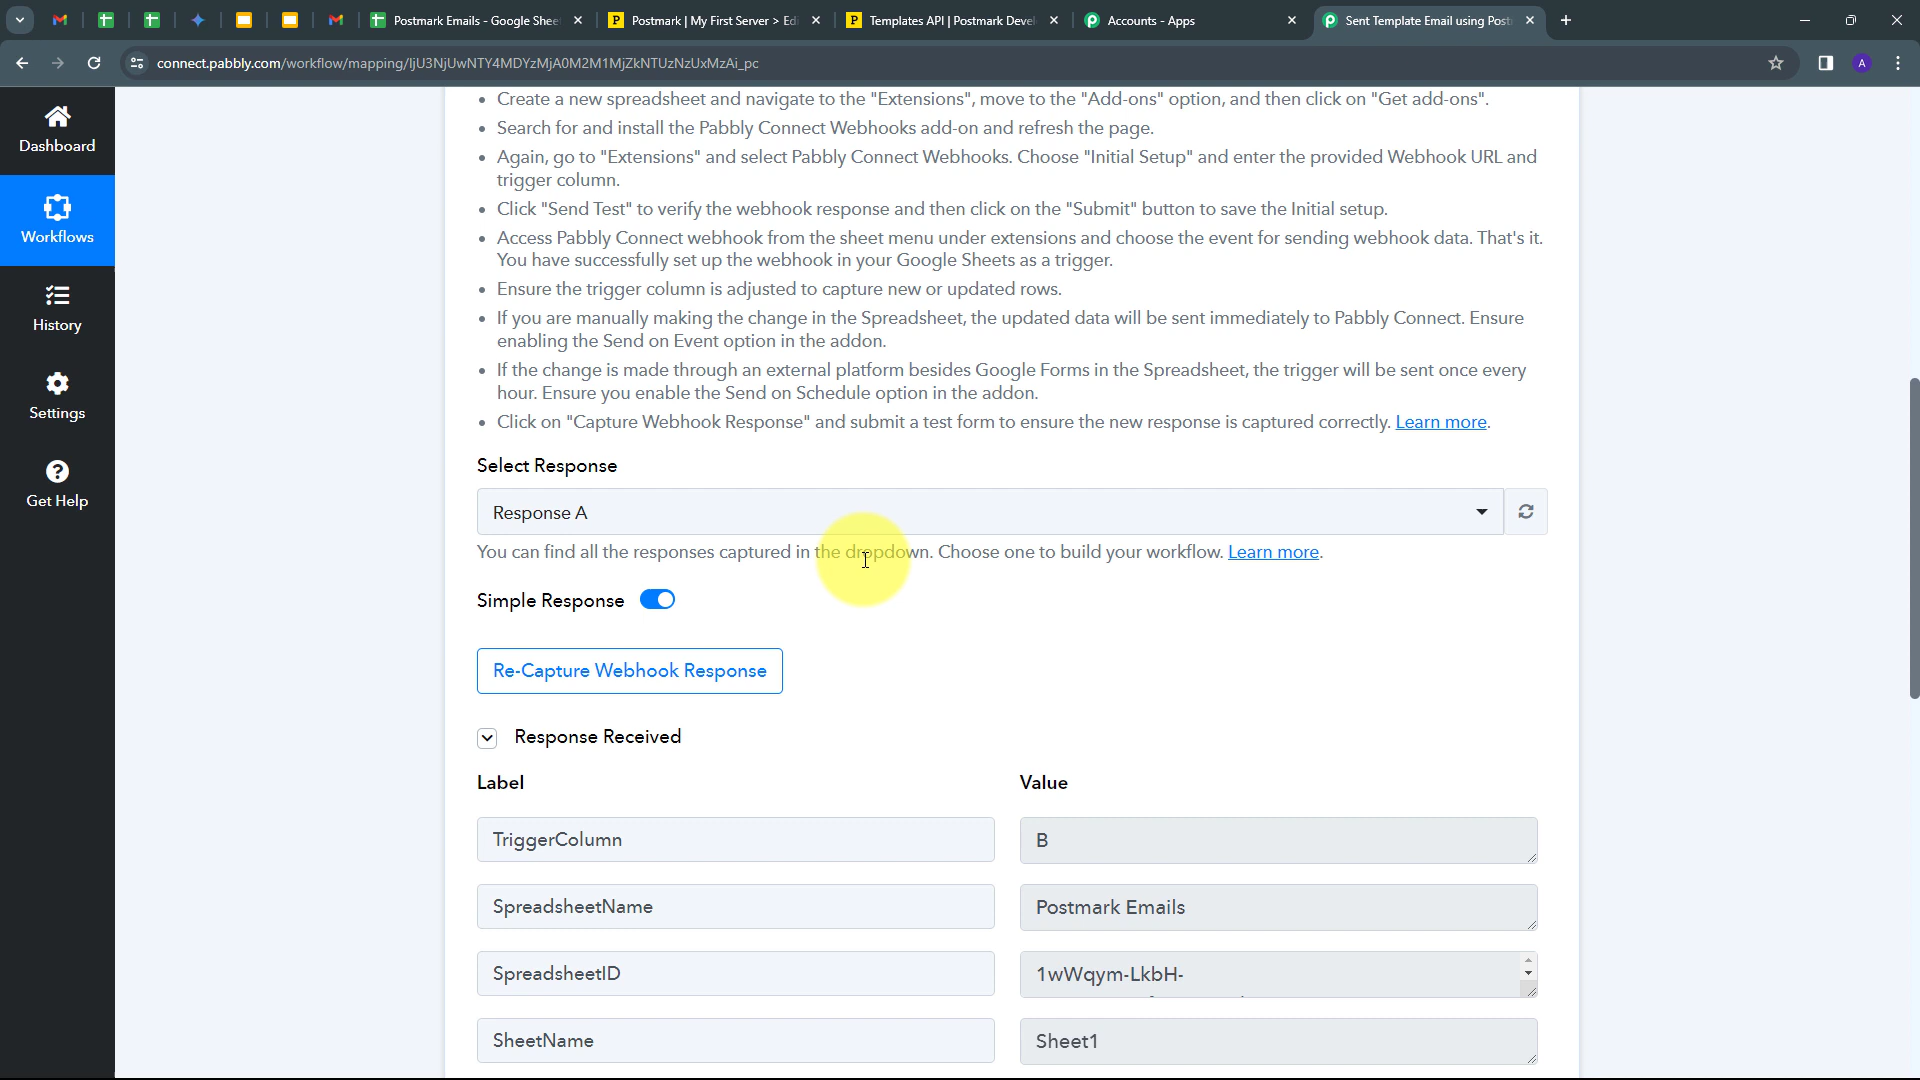 Postmark Emails - Google Shee
Postmark | My First Server > Ed
Templates API | Postmark Devel
Accounts - Apps
Sent Template Email using Post
connect.pabbly.com/workflow/mapping/IjU3NjUwNTY4MDYzMjA0M2M1MjZkNTUzNzUxMzAi_pc
A
Dashboard
Workflows
History
Settings
Get Help
• Create a new spreadsheet and navigate to the "Extensions", move to the "Add-ons" option, and then click on "Get add-ons".
• Search for and install the Pabbly Connect Webhooks add-on and refresh the page.
• Again, go to "Extensions" and select Pabbly Connect Webhooks. Choose "Initial Setup" and enter the provided Webhook URL and
trigger column.
• Click "Send Test" to verify the webhook response and then click on the "Submit" button to save the Initial setup.
• Access Pabbly Connect webhook from the sheet menu under extensions and choose the event for sending webhook data. That's it.
You have successfully set up the webhook in your Google Sheets as a trigger.
• Ensure the trigger column is adjusted to capture new or updated rows.
• If you are manually making the change in the Spreadsheet, the updated data will be sent immediately to Pabbly Connect. Ensure
enabling the Send on Event option in the addon.
• If the change is made through an external platform besides Google Forms in the Spreadsheet, the trigger will be sent once every
hour. Ensure you enable the Send on Schedule option in the addon.
• Click on "Capture Webhook Response" and submit a test form to ensure the new response is captured correctly. Learn more.
Select Response
Response A
You can find all the responses captured in the dropdown. Choose one to build your workflow. Learn more.
Simple Response
Re-Capture Webhook Response
Response Received
Label Value
TriggerColumn B
SpreadsheetName Postmark Emails
SpreadsheetID 1wWqym-LkbH-
SheetName Sheet1